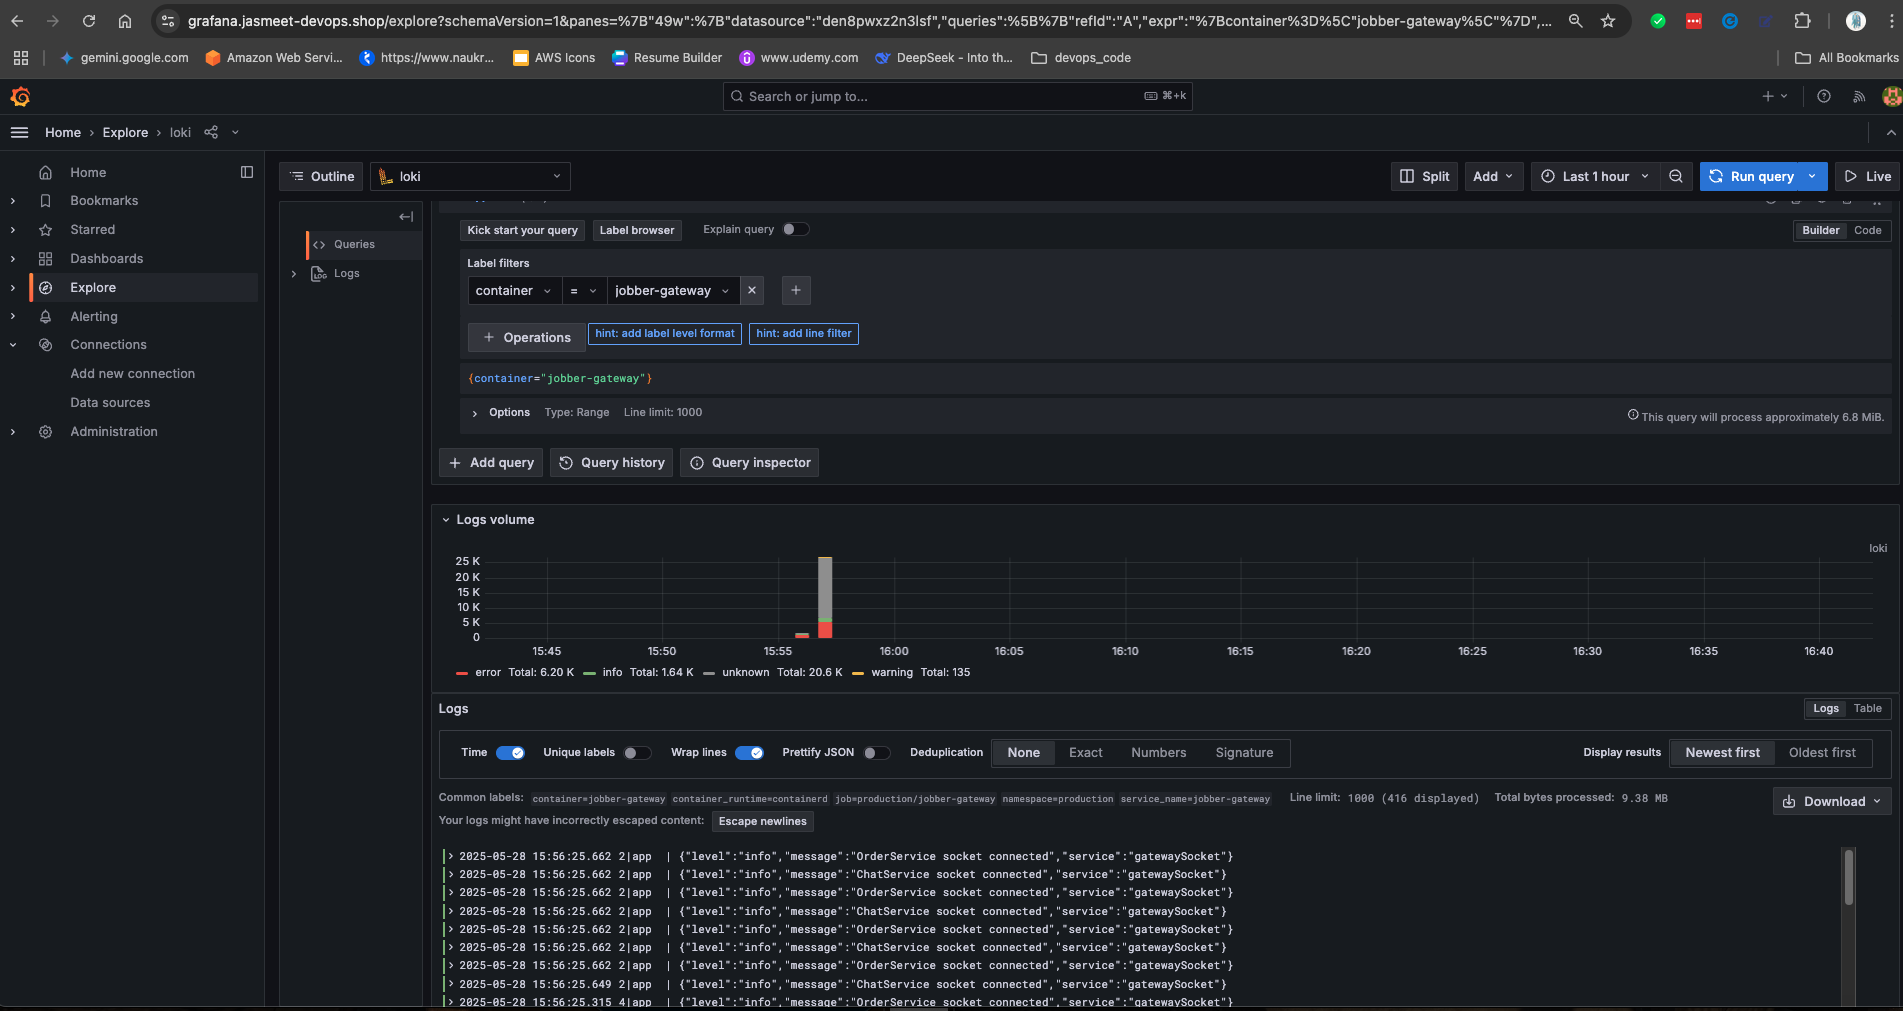 grafana.jasmeet-devops.shop/explore?schemaVersion=1&panes=%7B"49w":%7B"datasource":"den8pwxz2n3lsf","queries":%5B%7B"refId":"A","expr":"%7Bcontainer%3D%5C"jobber-gateway%5C"%7D",...
gemini.google.com Amazon Web Servi... https://www.naukr... AWS Icons Resume Builder www.udemy.com DeepSeek - Into th... devops_code All Bookmarks
Search or jump to... ⌘+k
Home › Explore › loki
Home
Bookmarks
Starred
Dashboards
Explore
Alerting
Connections
Add new connection
Data sources
Administration
Outline loki Split Add Last 1 hour Run query Live
Queries
Logs
Kick start your query Label browser Explain query Builder Code
Label filters
container = jobber-gateway
+ Operations hint: add label level format hint: add line filter
{container="jobber-gateway"}
Options Type: Range Line limit: 1000 This query will process approximately 6.8 MiB.
+ Add query Query history Query inspector
Logs volume
loki
25 K
20 K
15 K
10 K
5 K
0
15:45 15:50 15:55 16:00 16:05 16:10 16:15 16:20 16:25 16:30 16:35 16:40
error Total: 6.20 K info Total: 1.64 K unknown Total: 20.6 K warning Total: 135
Logs Logs Table
Time Unique labels Wrap lines Prettify JSON Deduplication None Exact Numbers Signature Display results Newest first Oldest first
Common labels: container=jobber-gateway container_runtime=containerd job=production/jobber-gateway namespace=production service_name=jobber-gateway Line limit: 1000 (416 displayed) Total bytes processed: 9.38 MB
Download
Your logs might have incorrectly escaped content: Escape newlines
2025-05-28 15:56:25.662 2|app | {"level":"info","message":"OrderService socket connected","service":"gatewaySocket"}
2025-05-28 15:56:25.662 2|app | {"level":"info","message":"ChatService socket connected","service":"gatewaySocket"}
2025-05-28 15:56:25.662 2|app | {"level":"info","message":"OrderService socket connected","service":"gatewaySocket"}
2025-05-28 15:56:25.662 2|app | {"level":"info","message":"ChatService socket connected","service":"gatewaySocket"}
2025-05-28 15:56:25.662 2|app | {"level":"info","message":"OrderService socket connected","service":"gatewaySocket"}
2025-05-28 15:56:25.662 2|app | {"level":"info","message":"ChatService socket connected","service":"gatewaySocket"}
2025-05-28 15:56:25.662 2|app | {"level":"info","message":"OrderService socket connected","service":"gatewaySocket"}
2025-05-28 15:56:25.649 2|app | {"level":"info","message":"ChatService socket connected","service":"gatewaySocket"}
2025-05-28 15:56:25.315 4|app | {"level":"info","message":"OrderService socket connected","service":"gatewaySocket"}